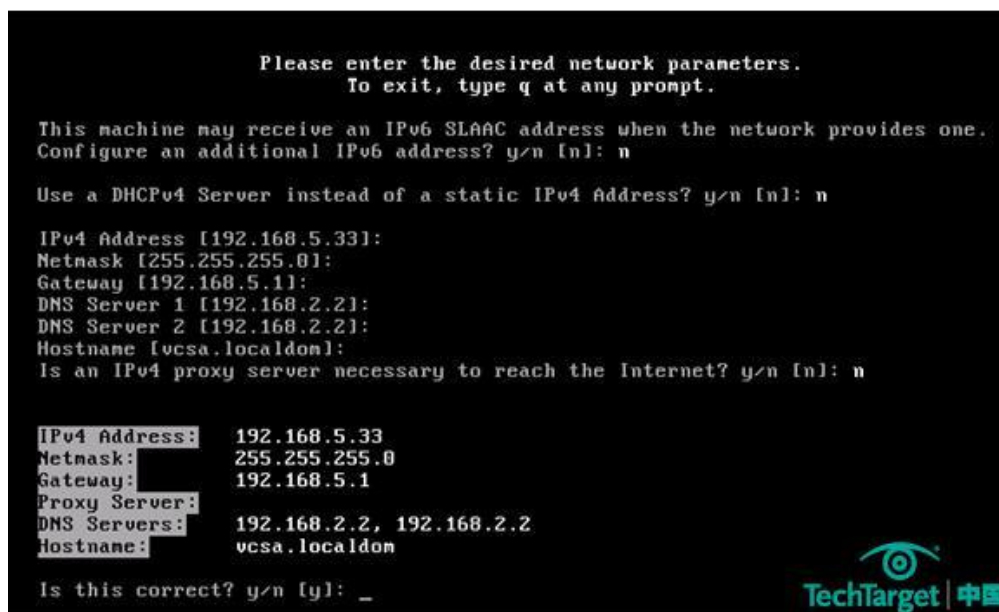 Please enter the desired network parameters.
To exit, type q at any prompt.
This machine may receive an IPv6 SLAAC address when the network provides one.
Configure an additional IPv6 address? y/n [n]: n
Use a DHCPv4 Server instead of a static IPv4 Address? y/n [n]: n
IPv4 Address [192.168.5.33]:
Netmask [255.255.255.0]:
Gateway [192.168.5.1]:
DNS Server 1 [192.168.2.2]:
DNS Server 2 [192.168.2.2]:
Hostname [vcsa.localdom]:
Is an IPv4 proxy server necessary to reach the Internet? y/n [n]: n
IPv4 Address: 192.168.5.33
Netmask: 255.255.255.0
Gateway: 192.168.5.1
Proxy Server:
DNS Servers: 192.168.2.2, 192.168.2.2
Hostname: vcsa.localdom
Is this correct? y/n [y]: _
TechTarget | 中国